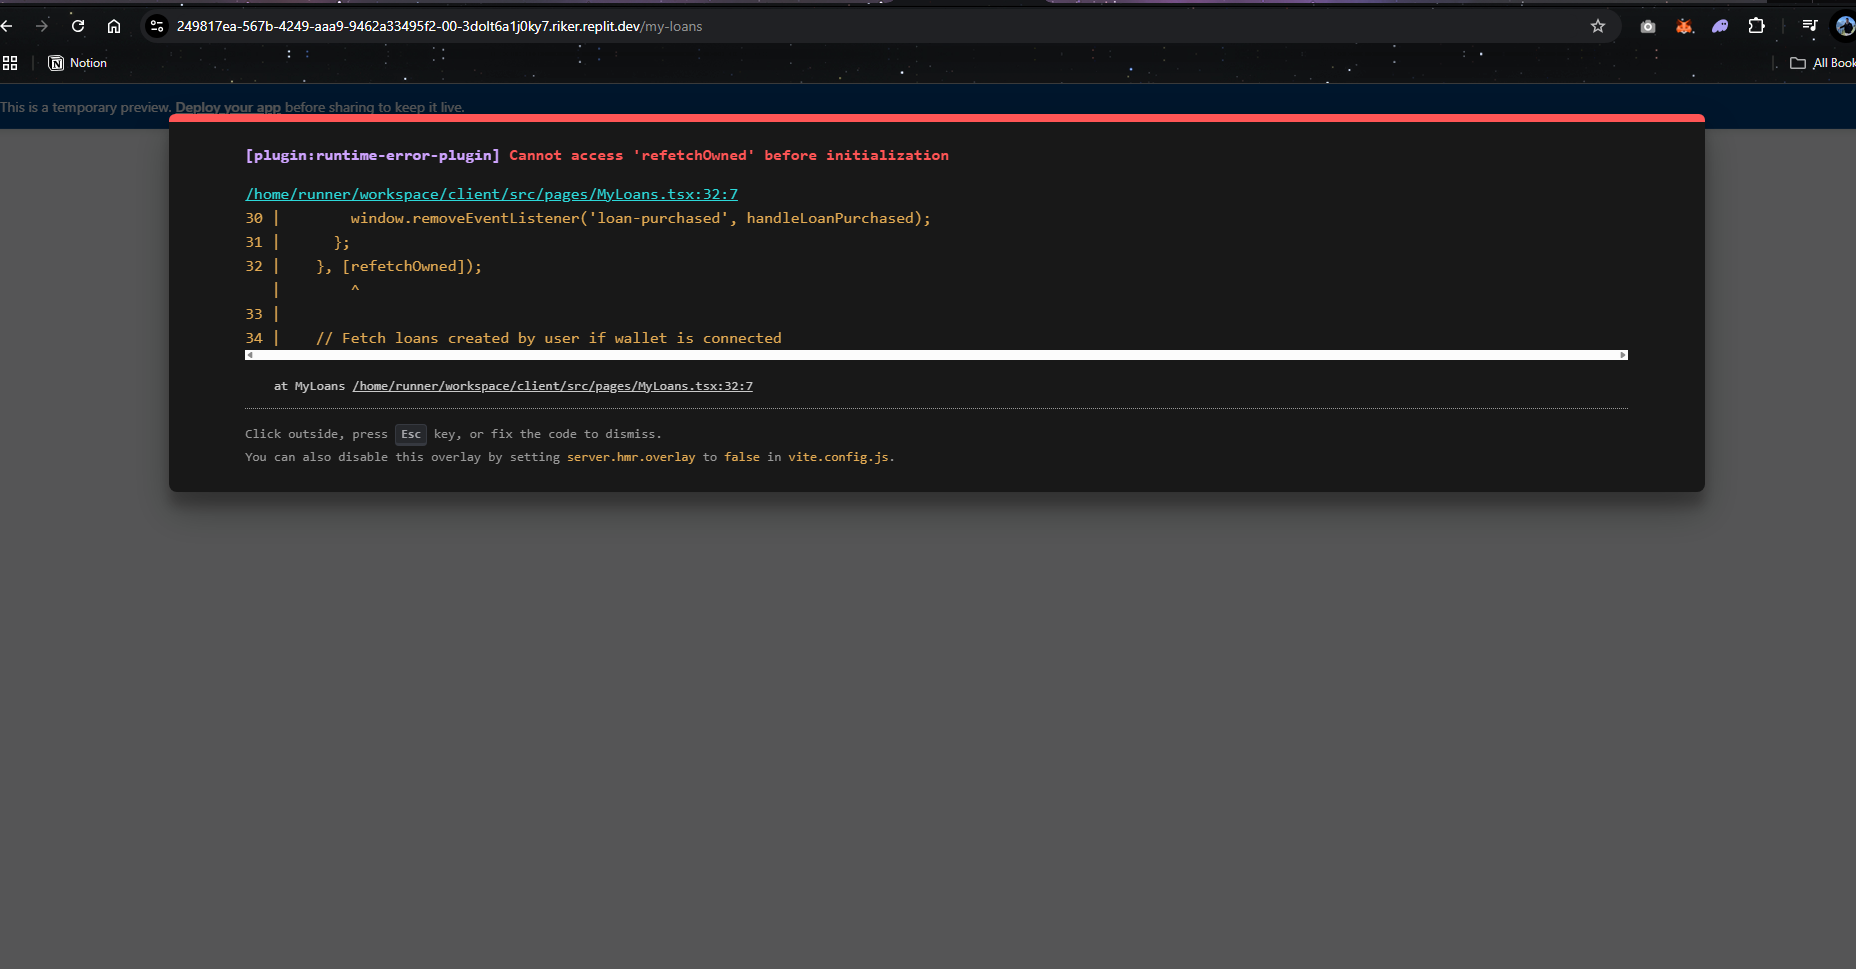 249817ea-567b-4249-aaa9-9462a33495f2-00-3dolt6a1j0ky7.riker.replit.dev/my-loans
Notion
All Book
This is a temporary preview. Deploy your app before sharing to keep it live.
[plugin:runtime-error-plugin] Cannot access 'refetchOwned' before initialization
/home/runner/workspace/client/src/pages/MyLoans.tsx:32:7
30 |        window.removeEventListener('loan-purchased', handleLoanPurchased);
31 |      };
32 |    }, [refetchOwned]);
   |        ^
33 |
34 |    // Fetch loans created by user if wallet is connected
at MyLoans /home/runner/workspace/client/src/pages/MyLoans.tsx:32:7
Click outside, press Esc key, or fix the code to dismiss.
You can also disable this overlay by setting server.hmr.overlay to false in vite.config.js.